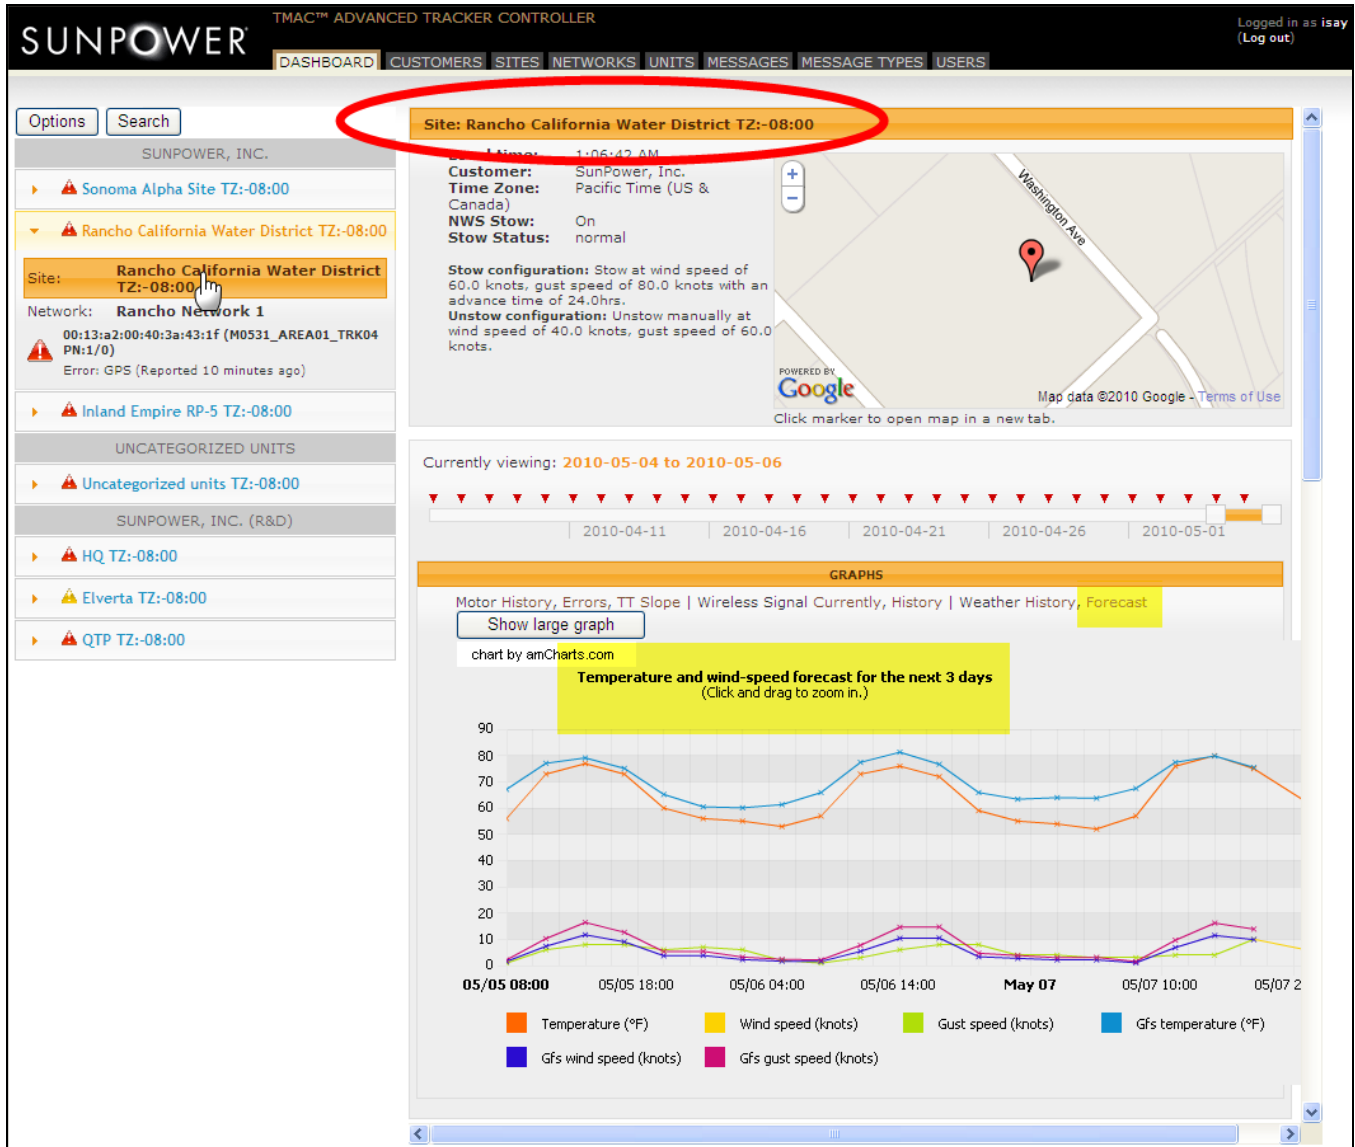 SUNPOWER
TMAC™ ADVANCED TRACKER CONTROLLER
Logged in as isay
(Log out)
DASHBOARD CUSTOMERS SITES NETWORKS UNITS MESSAGES MESSAGE TYPES USERS
Options Search
SUNPOWER, INC.
Sonoma Alpha Site TZ:-08:00
Rancho California Water District TZ:-08:00
Site: Rancho California Water District
TZ:-08:00
Network: Rancho Network 1
00:13:a2:00:40:3a:43:1f (M0531_AREA01_TRK04
PN:1/0)
Error: GPS (Reported 10 minutes ago)
Inland Empire RP-5 TZ:-08:00
UNCATEGORIZED UNITS
Uncategorized units TZ:-08:00
SUNPOWER, INC. (R&D)
HQ TZ:-08:00
Elverta TZ:-08:00
QTP TZ:-08:00
Site: Rancho California Water District TZ:-08:00
Local time: 1:06:42 AM
Customer: SunPower, Inc.
Time Zone: Pacific Time (US &
Canada)
NWS Stow: On
Stow Status: normal
Stow configuration: Stow at wind speed of
60.0 knots, gust speed of 80.0 knots with an
advance time of 24.0hrs.
Unstow configuration: Unstow manually at
wind speed of 40.0 knots, gust speed of 60.0
knots.
+
−
Washington Ave
POWERED BY
Google
Map data ©2010 Google - Terms of Use
Click marker to open map in a new tab.
Currently viewing: 2010-05-04 to 2010-05-06
2010-04-11 2010-04-16 2010-04-21 2010-04-26 2010-05-01
GRAPHS
Motor History, Errors, TT Slope | Wireless Signal Currently, History | Weather History, Forecast
Show large graph
chart by amCharts.com
Temperature and wind-speed forecast for the next 3 days
(Click and drag to zoom in.)
90
80
70
60
50
40
30
20
10
0
05/05 08:00 05/05 18:00 05/06 04:00 05/06 14:00 May 07 05/07 10:00 05/07 2
Temperature (°F) Wind speed (knots) Gust speed (knots) Gfs temperature (°F)
Gfs wind speed (knots) Gfs gust speed (knots)